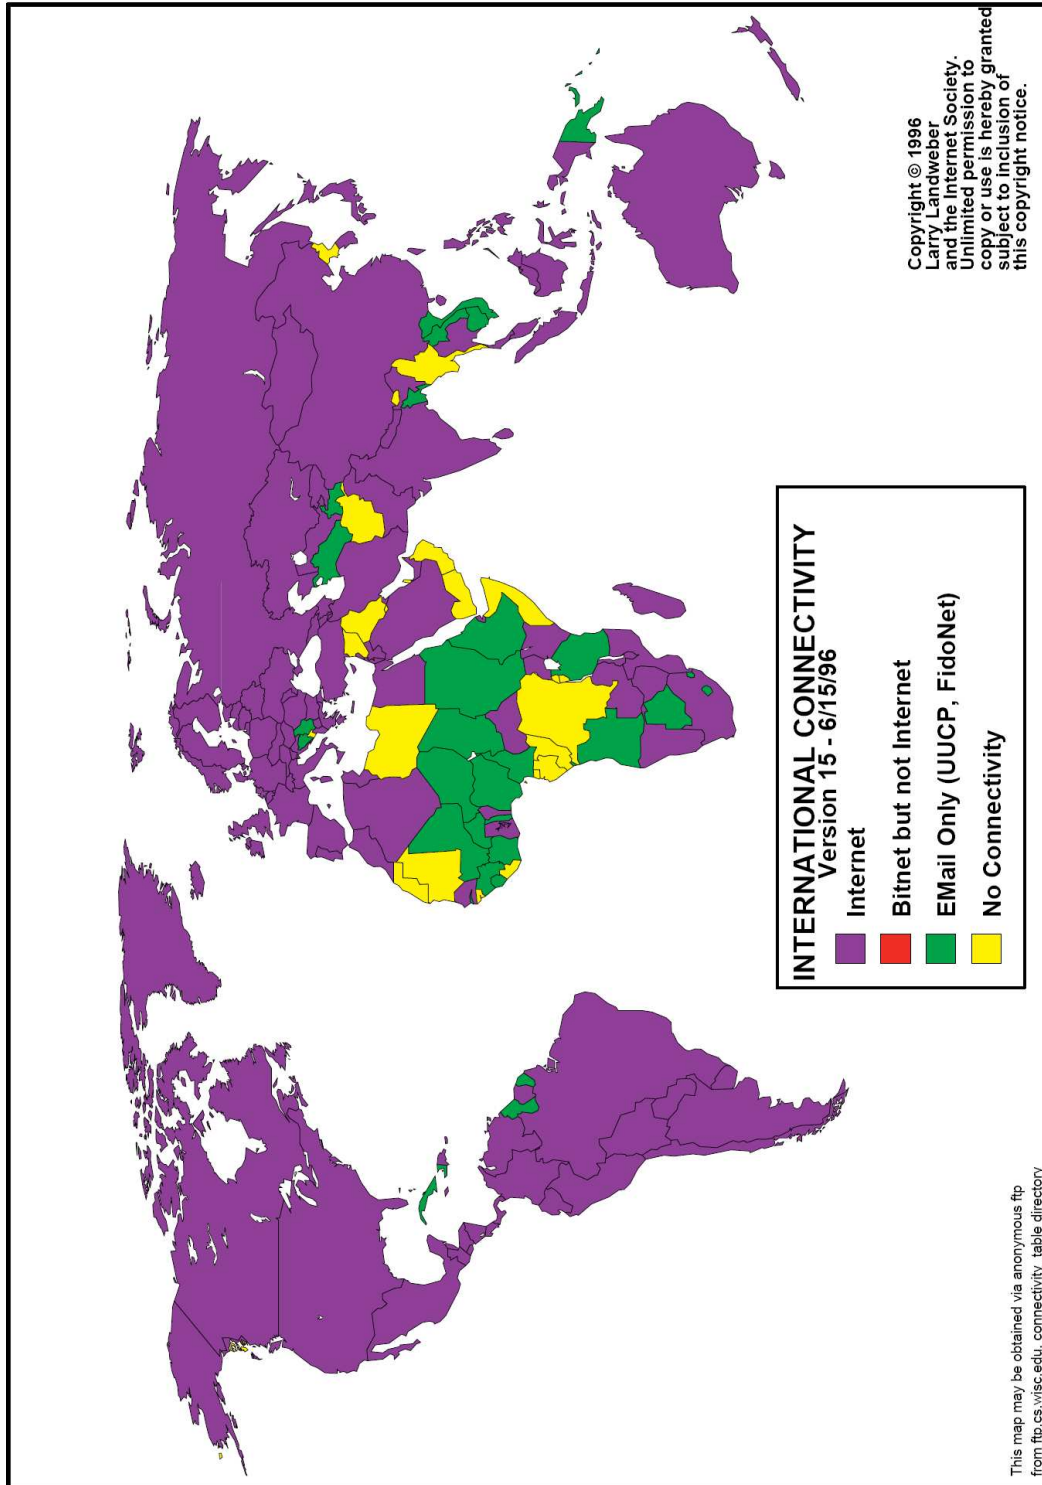 INTERNATIONAL CONNECTIVITY
Version 15 - 6/15/96
Internet
Bitnet but not Internet
EMail Only (UUCP, FidoNet)
No Connectivity
Copyright © 1996
Larry Landweber
and the Internet Society.
Unlimited permission to
copy or use is hereby granted
subject to inclusion of
this copyright notice.
This map may be obtained via anonymous ftp
from ftp.cs.wisc.edu, connectivity_table directory